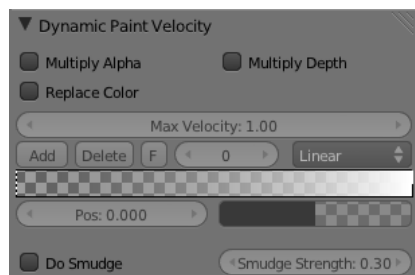 Dynamic Paint Velocity
Multiply Alpha Multiply Depth
Replace Color
Max Velocity: 1.00
Add Delete F 0 Linear
Pos: 0.000
Do Smudge Smudge Strength: 0.30